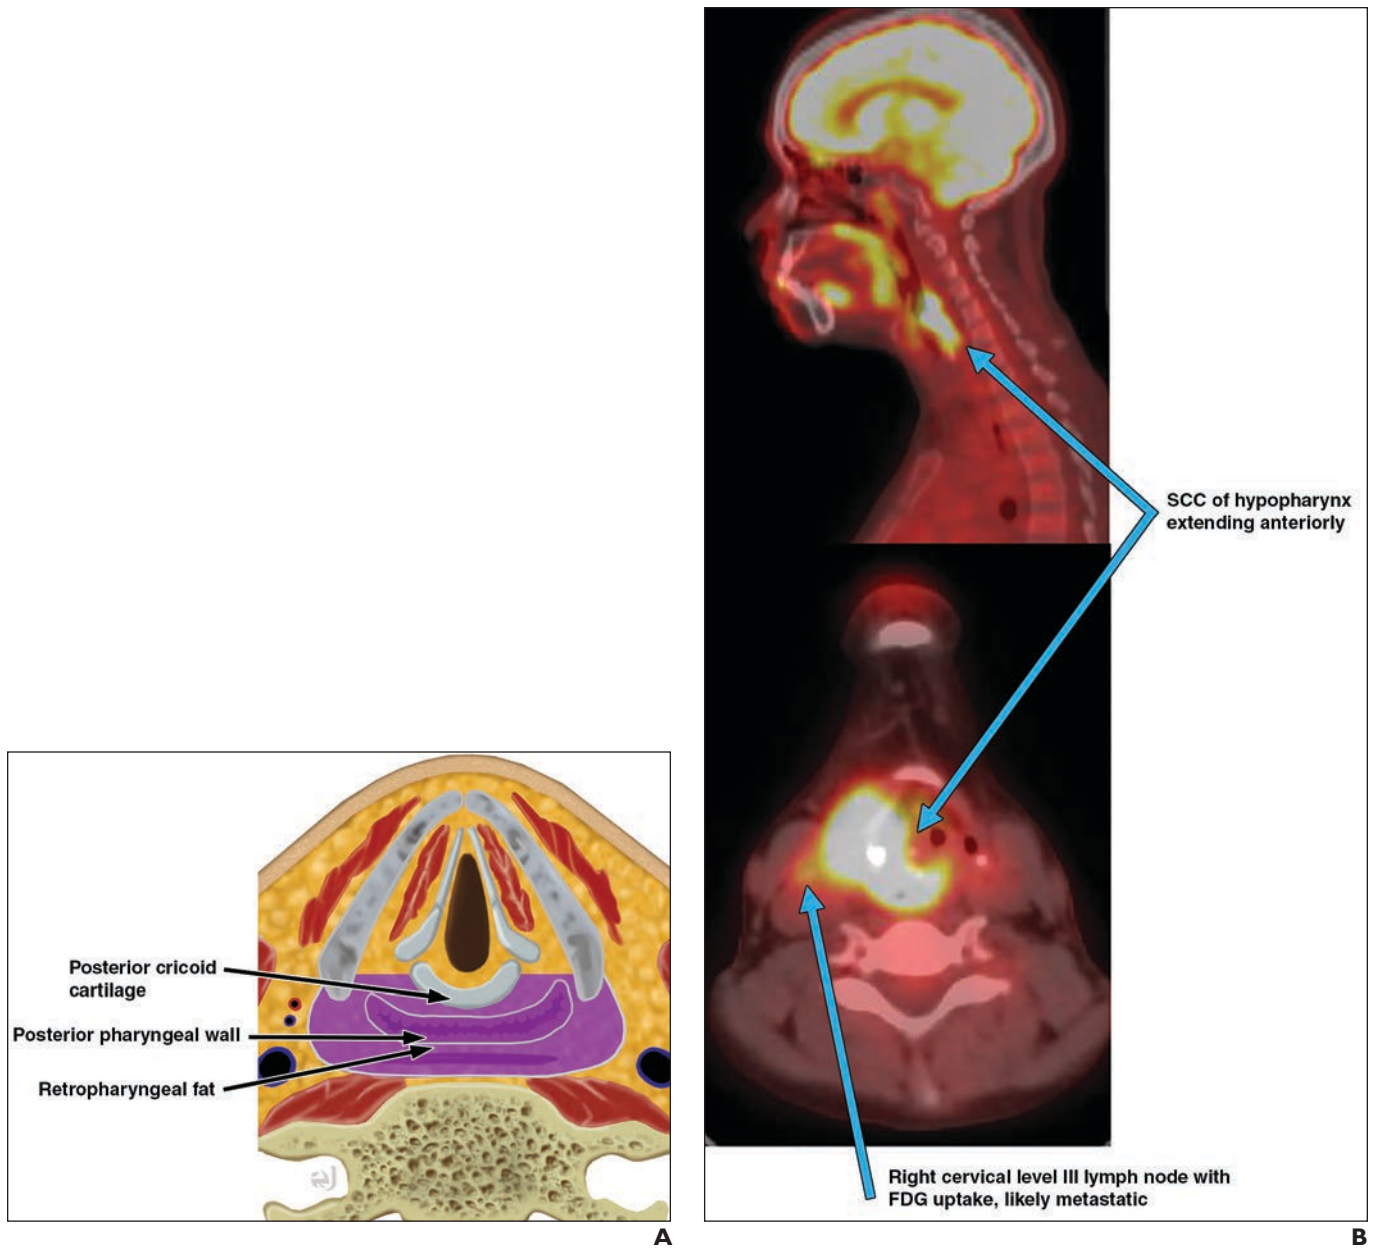 Posterior cricoid
cartilage
Posterior pharyngeal wall
Retropharyngeal fat
A
SCC of hypopharynx
extending anteriorly
Right cervical level III lymph node with
FDG uptake, likely metastatic
B